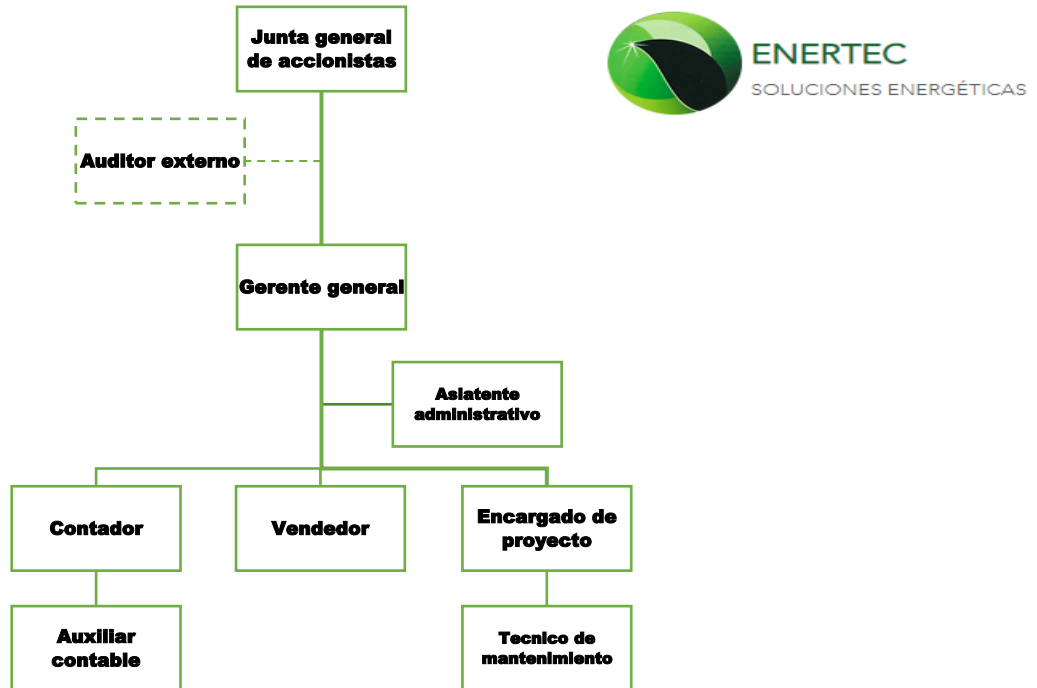 Junta general
de accionistas
ENERTEC
SOLUCIONES ENERGÉTICAS
Auditor externo
Gerente general
Asiatente
administrativo
Contador
Vendedor
Encargado de
proyecto
Auxiliar
contable
Tecnico de
mantenimiento